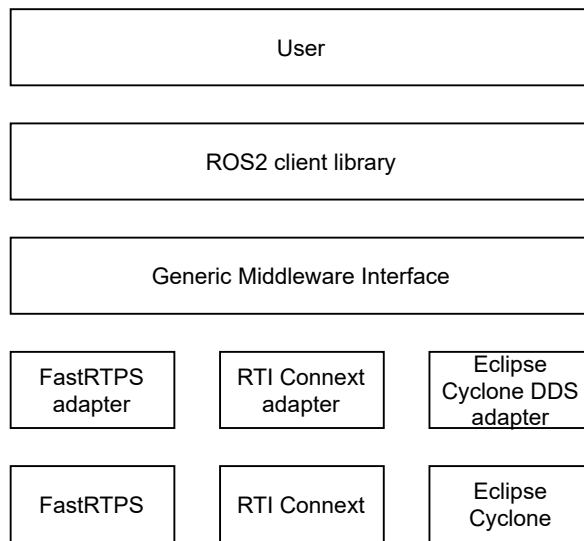 User
ROS2 client library
Generic Middleware Interface
FastRTPS
adapter
RTI Connext
adapter
Eclipse
Cyclone DDS
adapter
FastRTPS
RTI Connext
Eclipse
Cyclone